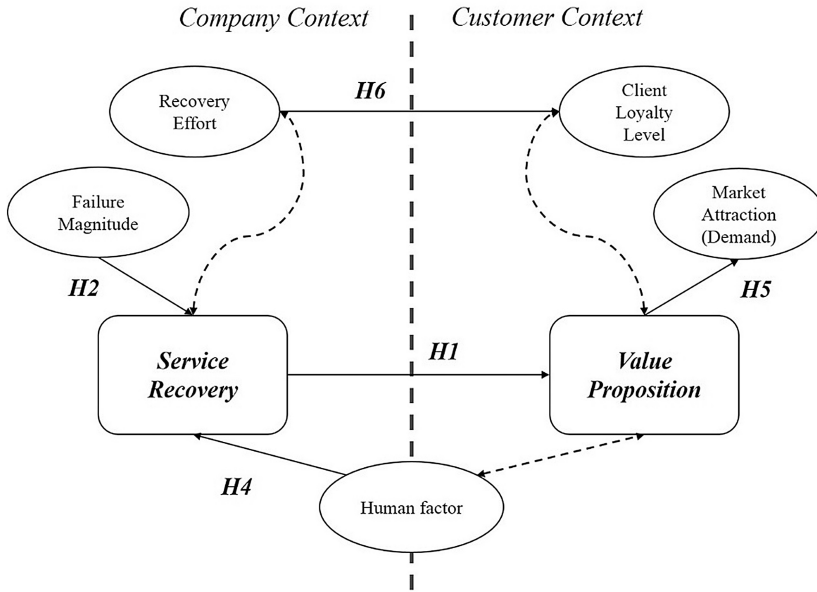 Company Context
Customer Context
Recovery
Effort
H6
Client
Loyalty
Level
Failure
Magnitude
Market
Attraction
(Demand)
H2
H5
Service
Recovery
H1
Value
Proposition
H4
Human factor